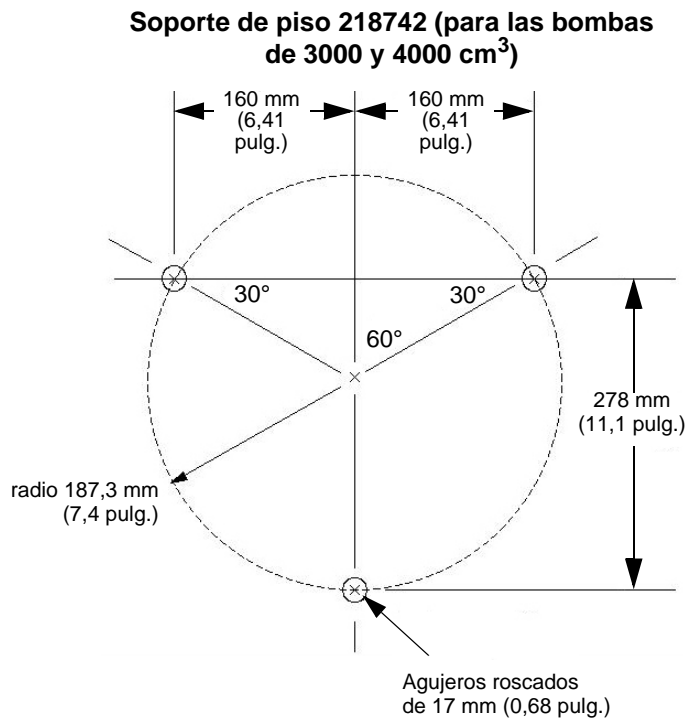 Soporte de piso 218742 (para las bombas
de 3000 y 4000 cm³)
160 mm
(6,41
pulg.)
160 mm
(6,41
pulg.)
30°
30°
60°
278 mm
(11,1 pulg.)
radio 187,3 mm
(7,4 pulg.)
Agujeros roscados
de 17 mm (0,68 pulg.)